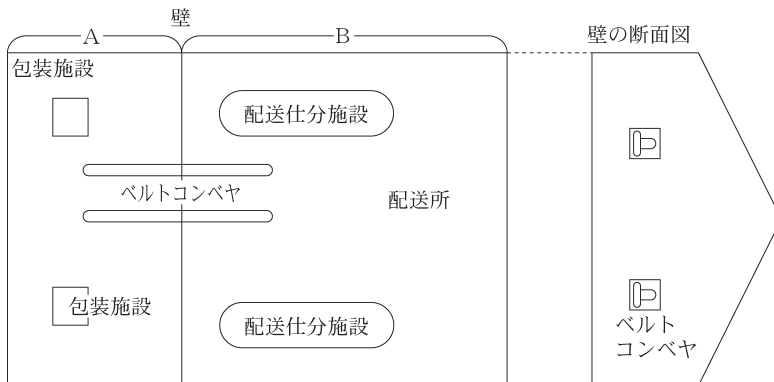 壁
A
B
壁の断面図
包装施設
配送仕分施設
ベルトコンベヤ
配送所
包装施設
配送仕分施設
ベルト
コンベヤ